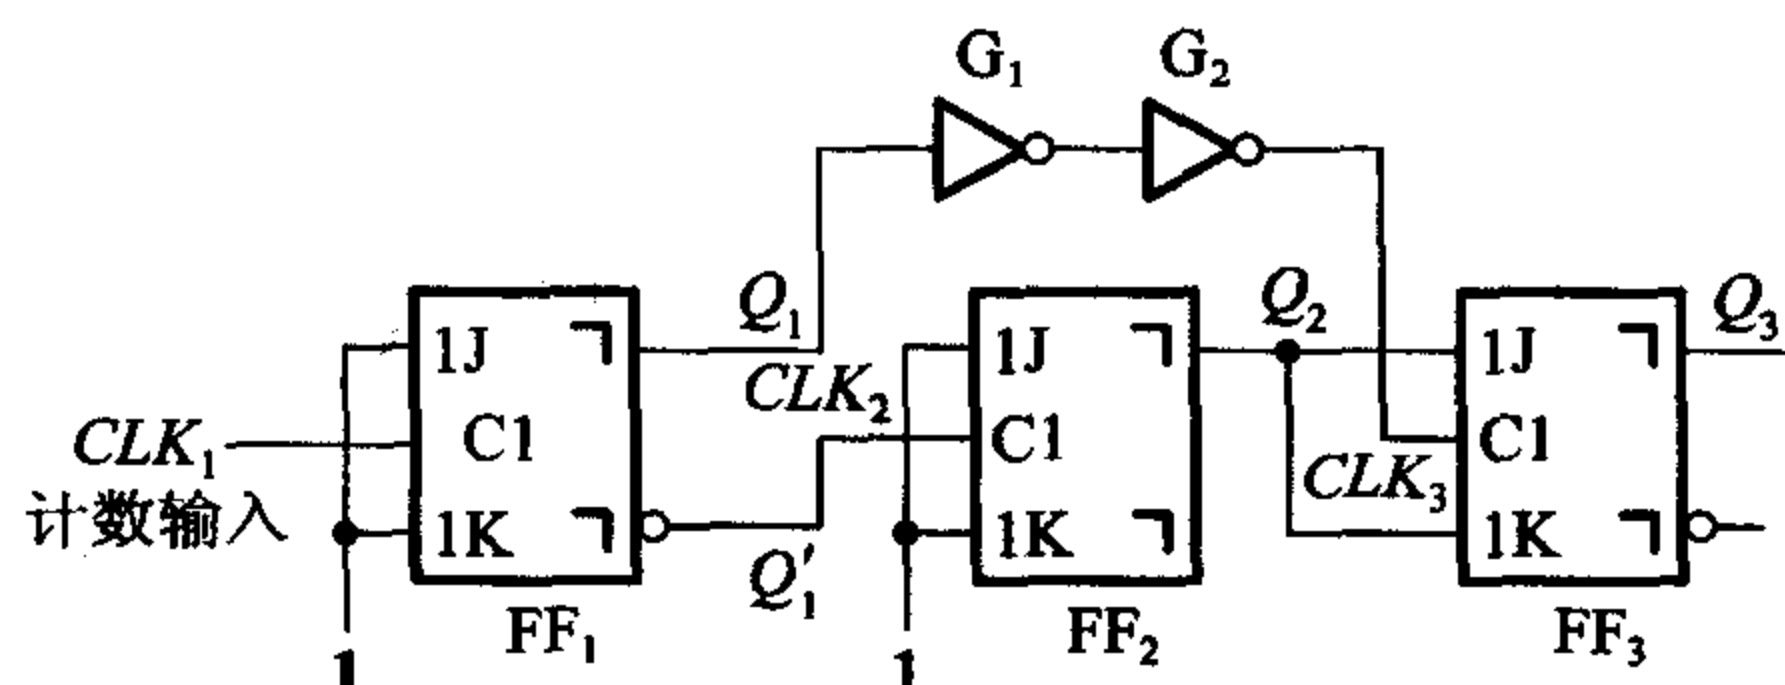 G₁ G₂
Q₁ Q₂ Q₃
1J 1J 1J
CLK₂
CLK₁ C1 C1 C1
计数输入
CLK₃
1K 1K 1K
Q₁′
FF₁ FF₂ FF₃
1 1